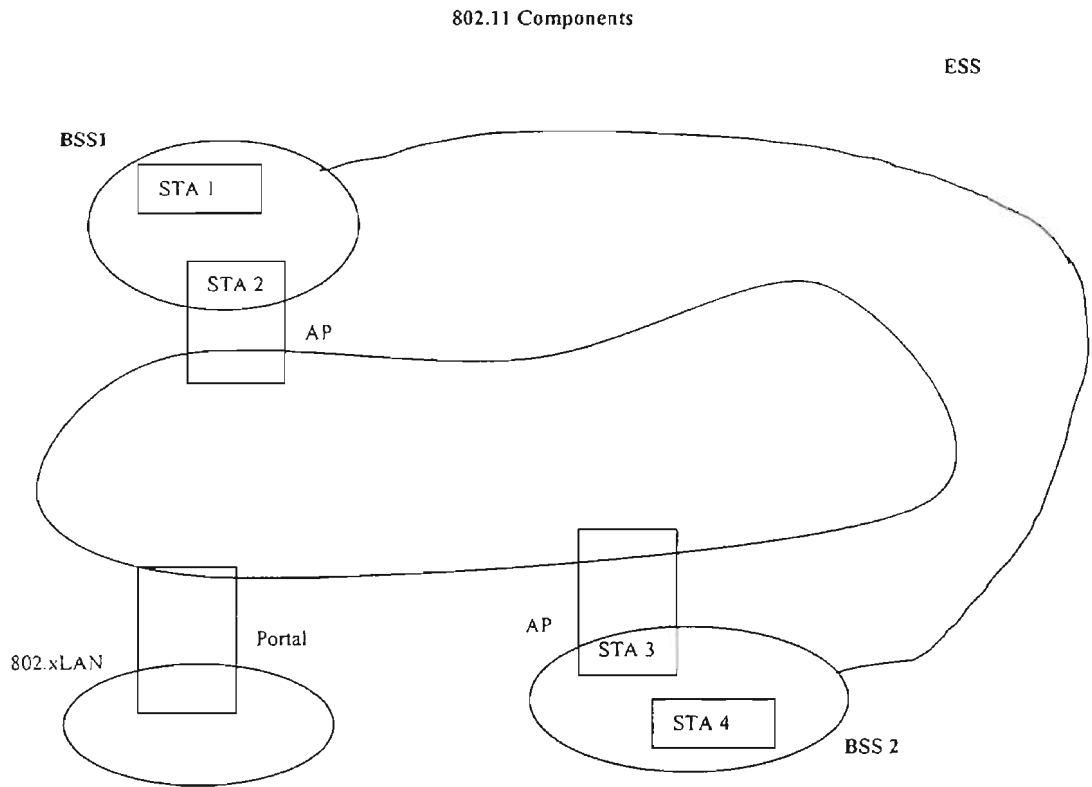 802.11 Components
ESS
BSS1
STA 1
STA 2
AP
Portal
802.xLAN
AP
STA 3
STA 4
BSS 2